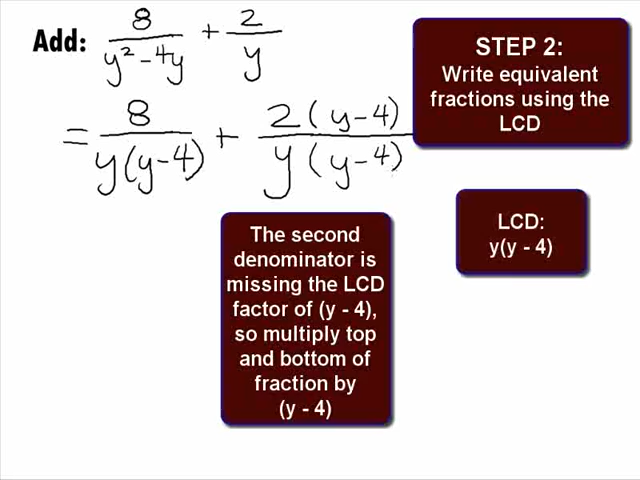 Add: 8/(y² - 4y) + 2/y
= 8/(y(y-4)) + 2(y-4)/(y(y-4))
STEP 2:
Write equivalent
fractions using the
LCD
LCD:
y(y - 4)
The second
denominator is
missing the LCD
factor of (y - 4),
so multiply top
and bottom of
fraction by
(y - 4)